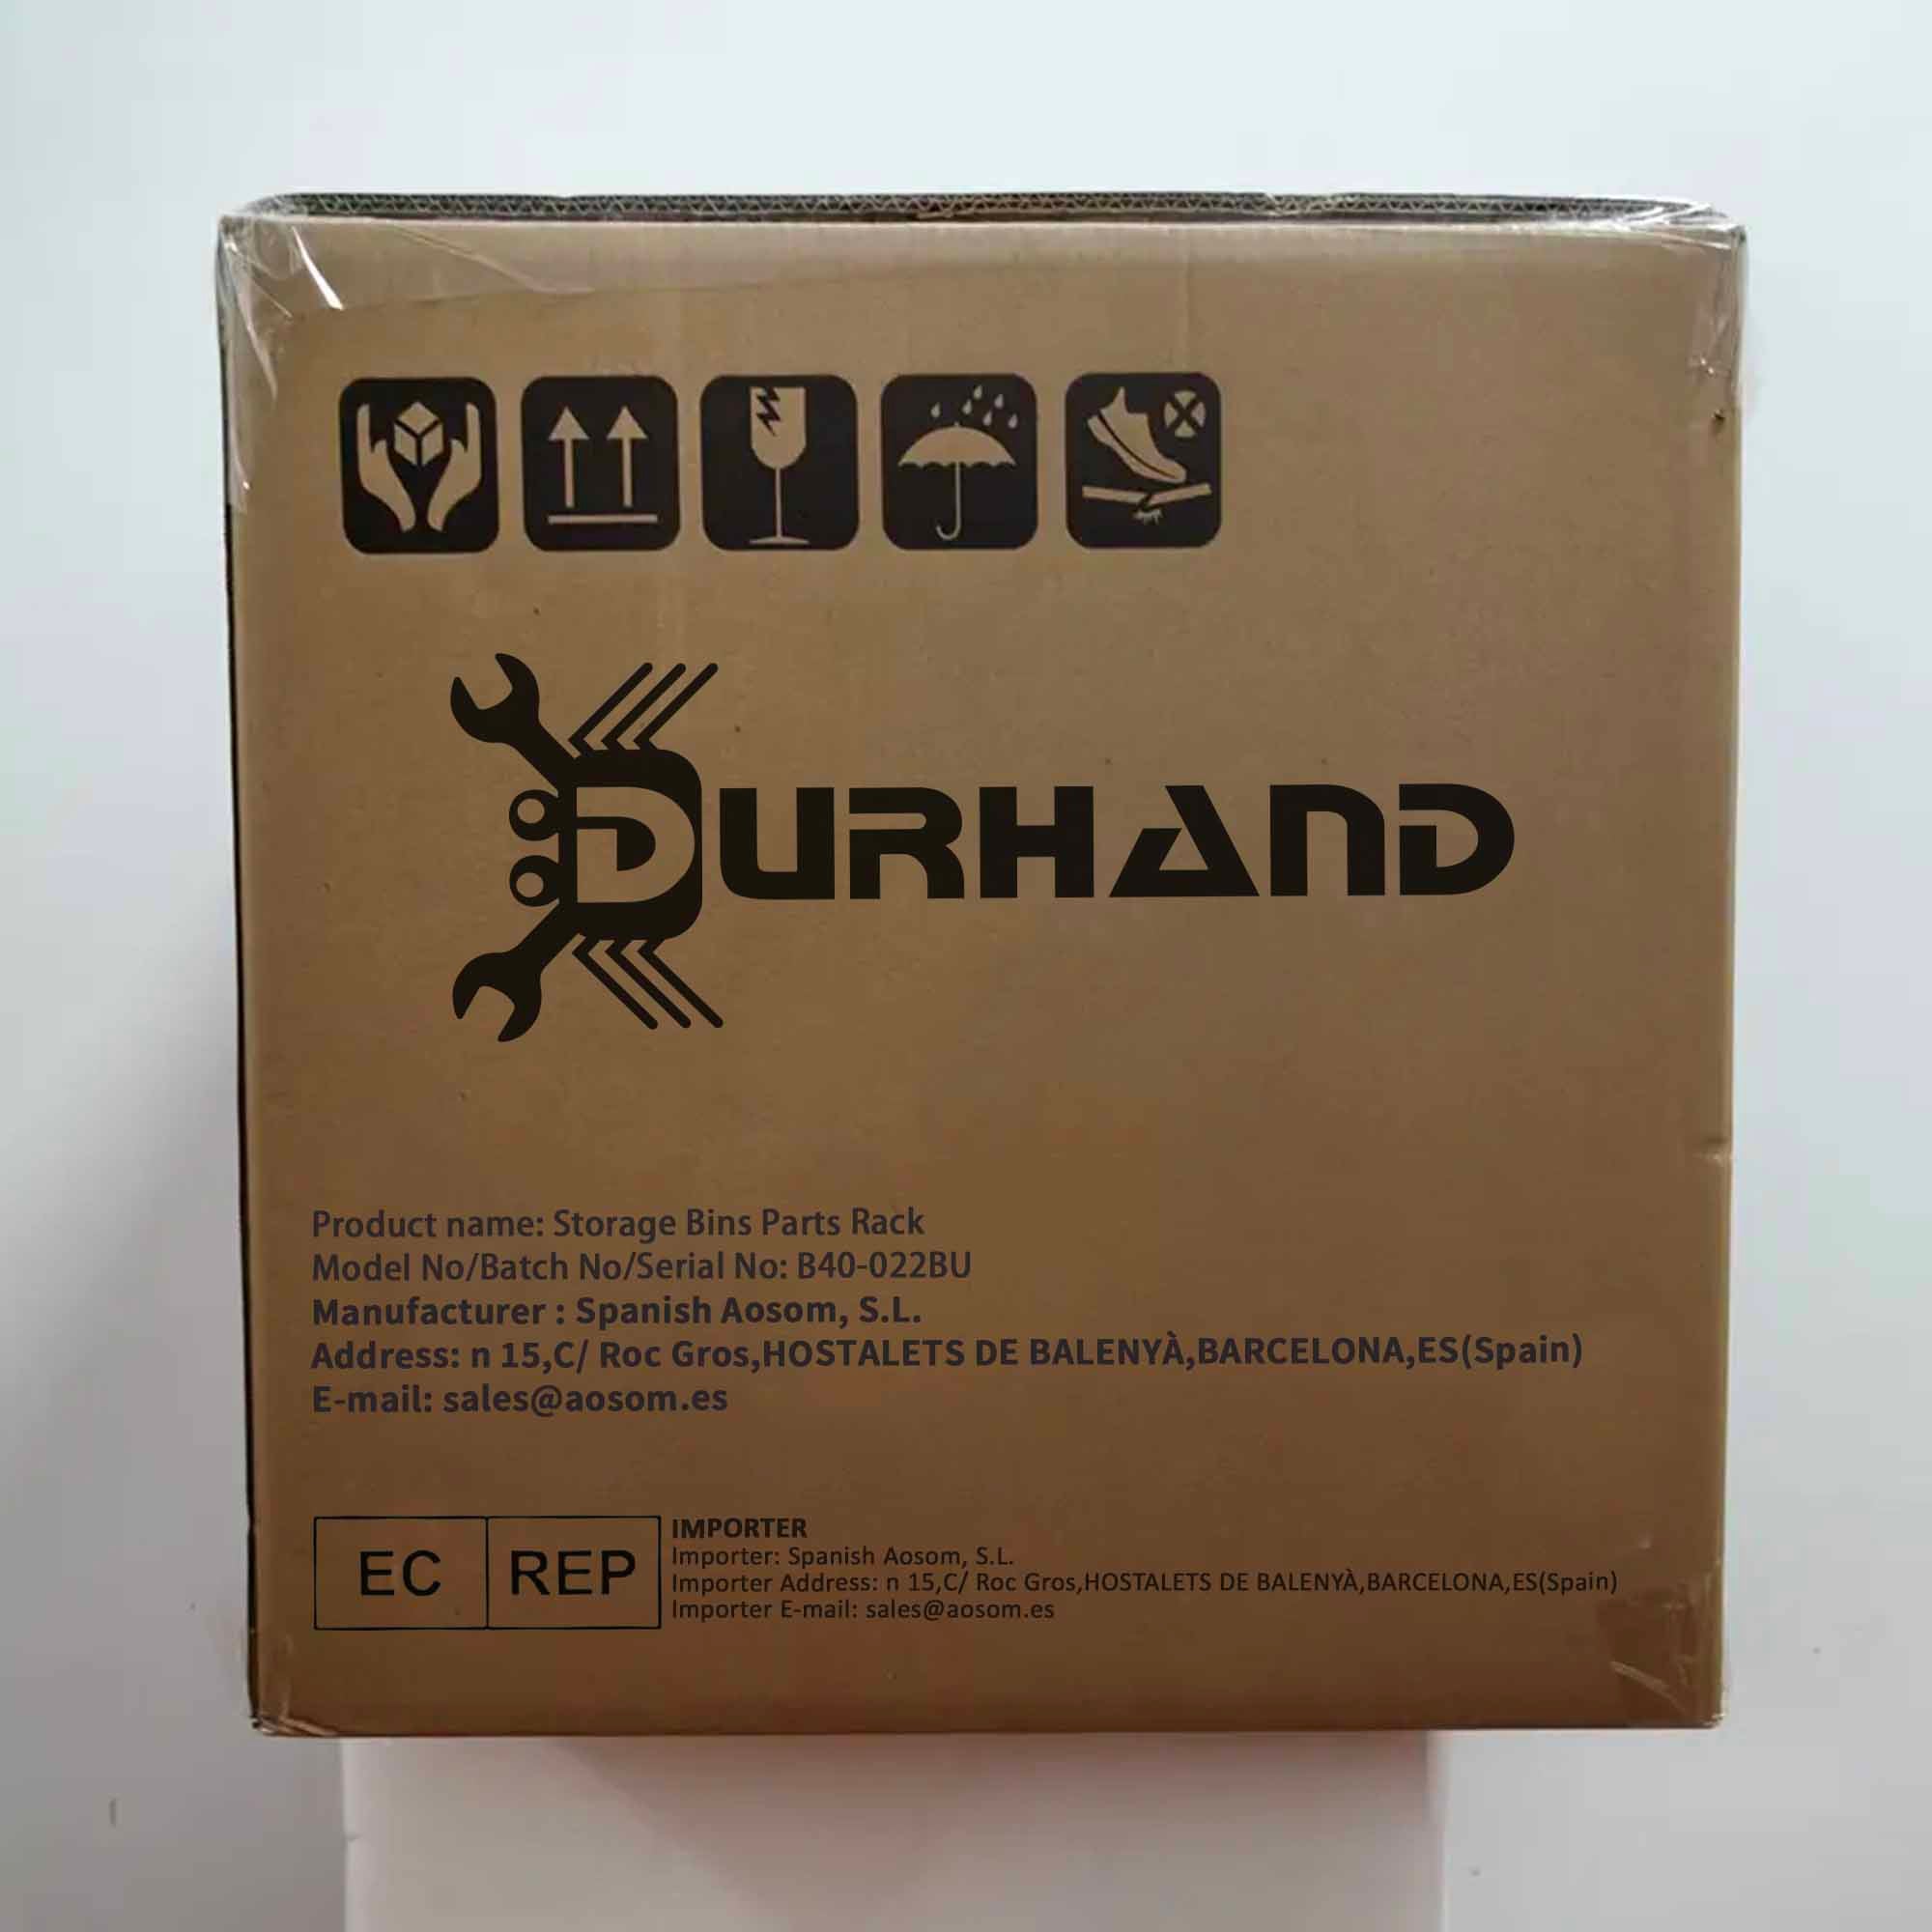 DURHAND
Product name: Storage Bins Parts Rack
Model No/Batch No/Serial No: B40-022BU
Manufacturer : Spanish Aosom, S.L.
Address: n 15,C/ Roc Gros,HOSTALETS DE BALENYÀ,BARCELONA,ES(Spain)
E-mail: sales@aosom.es
EC REP
IMPORTER
Importer: Spanish Aosom, S.L.
Importer Address: n 15,C/ Roc Gros,HOSTALETS DE BALENYÀ,BARCELONA,ES(Spain)
Importer E-mail: sales@aosom.es